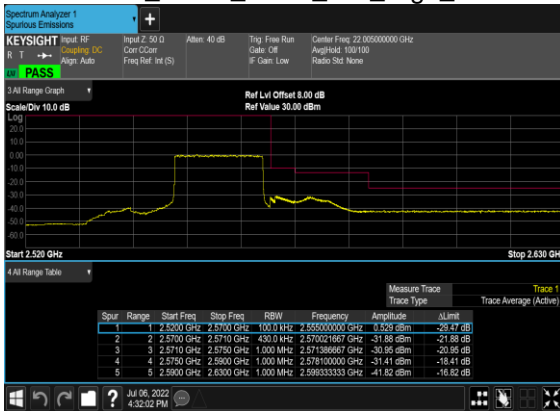 Spectrum Analyzer 1
Spurious Emissions
+
KEYSIGHT Input: RF Input Z: 50 Ω Atten: 40 dB Trig: Free Run Center Freq: 22.005000000 GHz
R T Coupling: DC Corr CCorr Gate: Off Avg|Hold: 100/100
Align: Auto Freq Ref: Int (S) IF Gain: Low Radio Std: None
LW PASS
3 All Range Graph
Ref Lvl Offset 8.00 dB
Scale/Div 10.0 dB Ref Value 30.00 dBm
Log
20.0
10.0
0.00
-10.0
-20.0
-30.0
-40.0
-50.0
-60.0
Start 2.520 GHz Stop 2.630 GH
4 All Range Table
Measure Trace Trace 1
Trace Type Trace Average (Active)
Spur Range Start Freq Stop Freq RBW Frequency Amplitude ΔLimit
1 1 2.5200 GHz 2.5700 GHz 100.0 kHz 2.555000000 GHz 0.529 dBm -29.47 dB
2 2 2.5700 GHz 2.5710 GHz 430.0 kHz 2.570021667 GHz -31.88 dBm -21.88 dB
3 3 2.5710 GHz 2.5750 GHz 1.000 MHz 2.571386667 GHz -30.95 dBm -20.95 dB
4 4 2.5750 GHz 2.5900 GHz 1.000 MHz 2.578100000 GHz -31.41 dBm -18.41 dB
5 5 2.5900 GHz 2.6300 GHz 1.000 MHz 2.599333333 GHz -41.82 dBm -16.82 dB
? Jul 06, 2022
4:32:02 PM